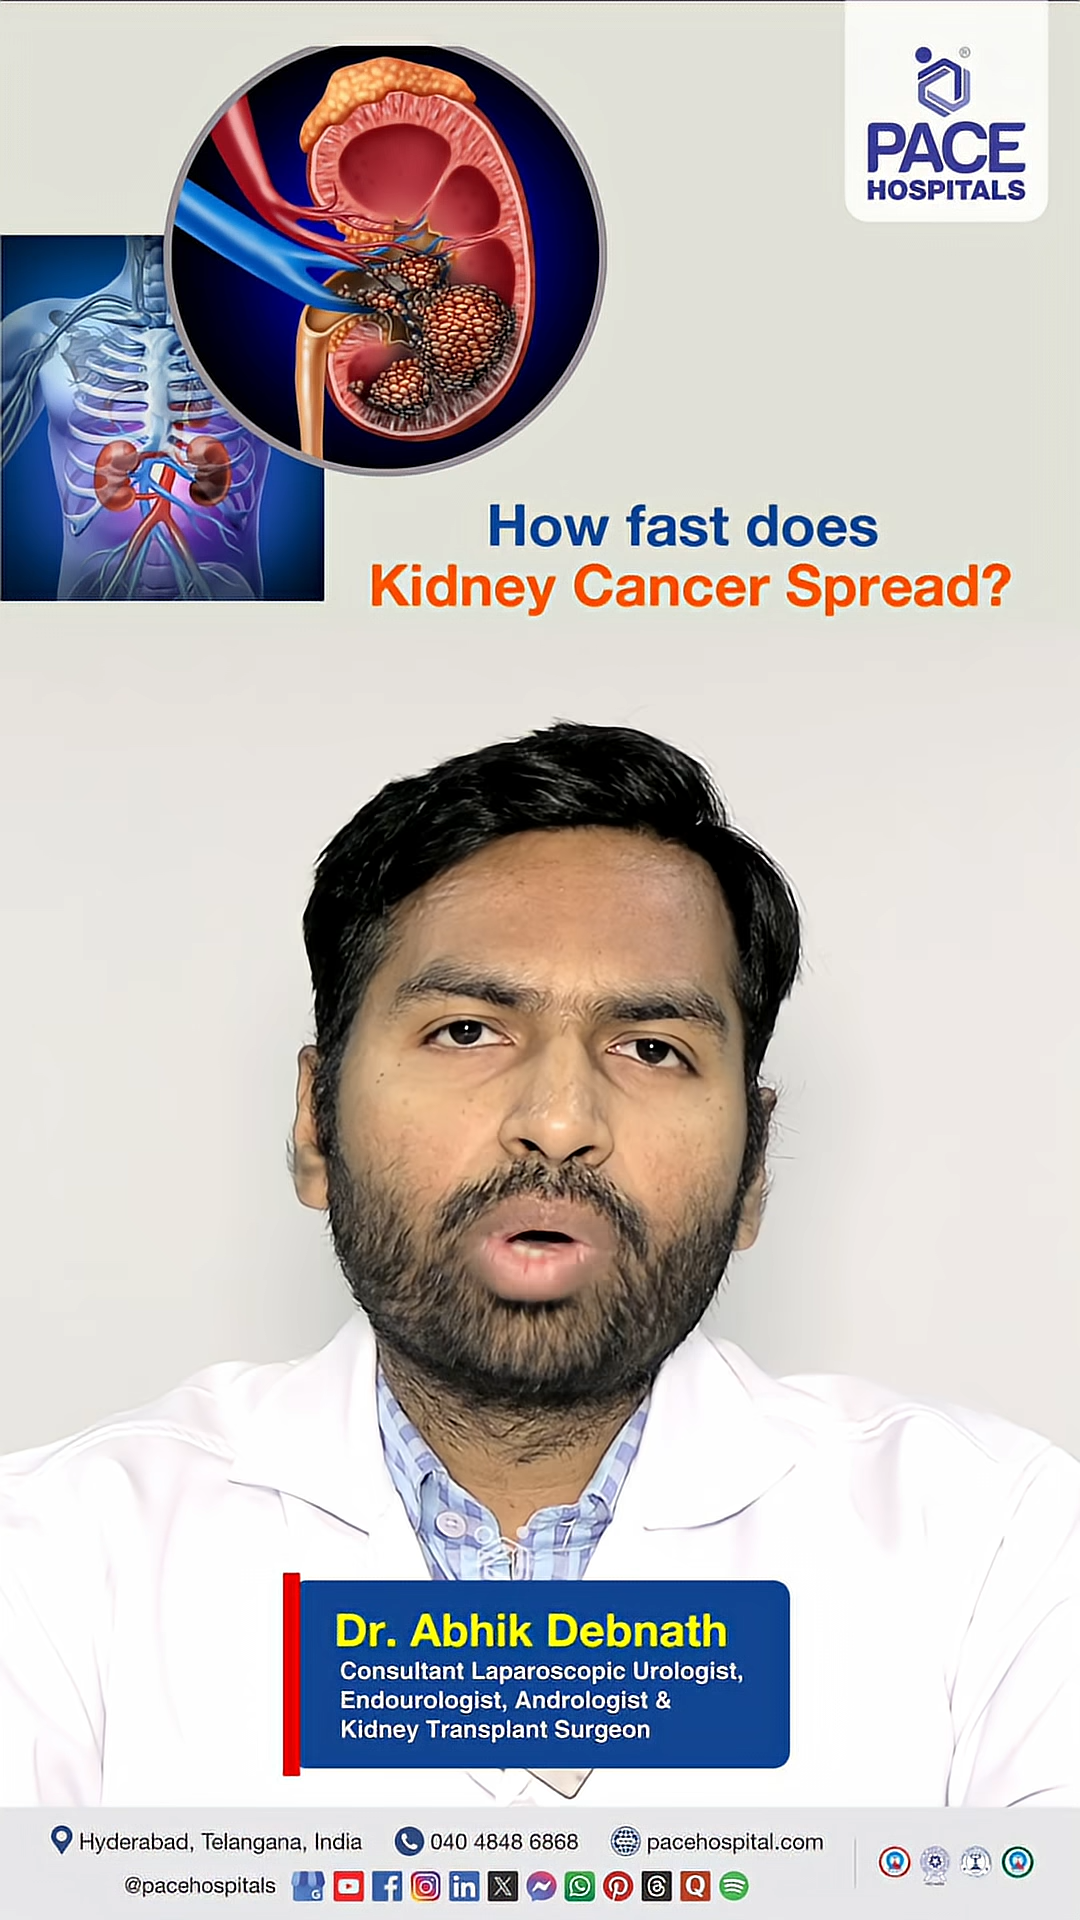 PACE
HOSPITALS
How fast does
Kidney Cancer Spread?
Dr. Abhik Debnath
Consultant Laparoscopic Urologist,
Endourologist, Andrologist &
Kidney Transplant Surgeon
Hyderabad, Telangana, India 040 4848 6868 pacehospital.com
@pacehospitals